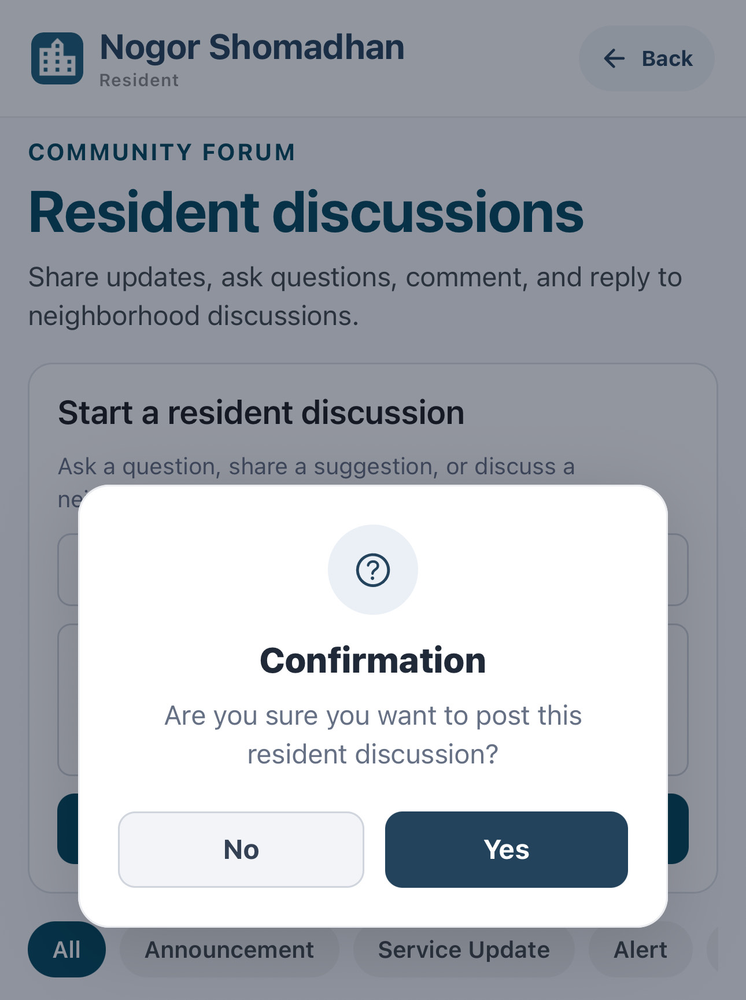 Nogor Shomadhan
Resident
Back
COMMUNITY FORUM
Resident discussions
Share updates, ask questions, comment, and reply to
neighborhood discussions.
Start a resident discussion
Ask a question, share a suggestion, or discuss a
Confirmation
Are you sure you want to post this
resident discussion?
No
Yes
All
Announcement
Service Update
Alert